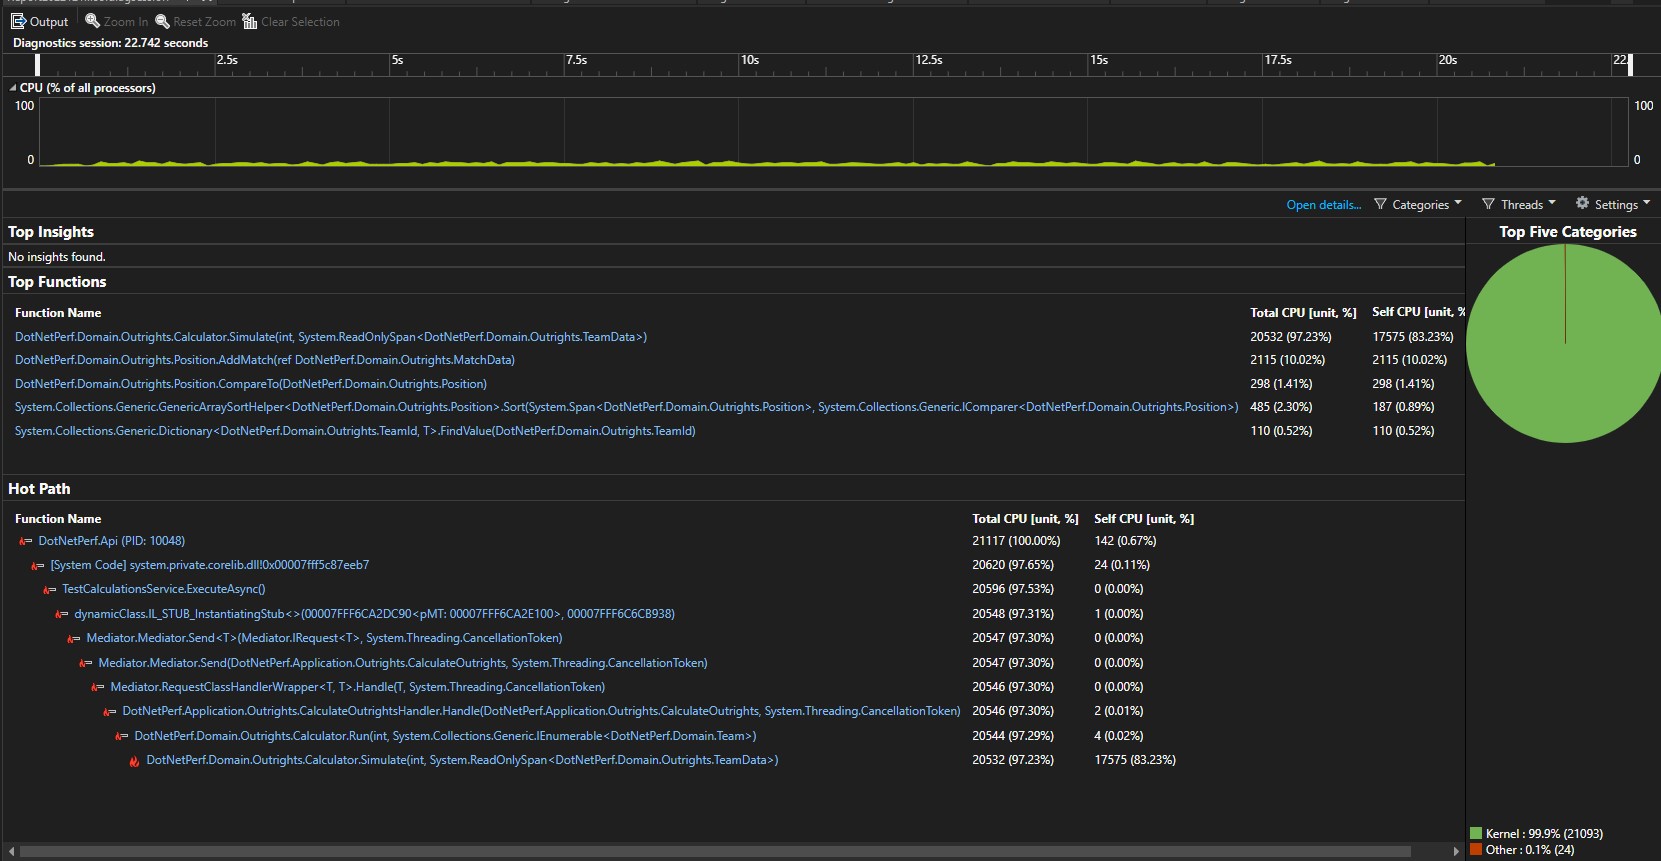 Output Zoom In Reset Zoom Clear Selection
Diagnostics session: 22.742 seconds
2.5s 5s 7.5s 10s 12.5s 15s 17.5s 20s 22.
CPU (% of all processors)
100 100
0 0
Open details... Categories Threads Settings
Top Insights
No insights found.
Top Functions
Function Name Total CPU [unit, %] Self CPU [unit, %
DotNetPerf.Domain.Outrights.Calculator.Simulate(int, System.ReadOnlySpan<DotNetPerf.Domain.Outrights.TeamData>) 20532 (97.23%) 17575 (83.23%)
DotNetPerf.Domain.Outrights.Position.AddMatch(ref DotNetPerf.Domain.Outrights.MatchData) 2115 (10.02%) 2115 (10.02%)
DotNetPerf.Domain.Outrights.Position.CompareTo(DotNetPerf.Domain.Outrights.Position) 298 (1.41%) 298 (1.41%)
System.Collections.Generic.GenericArraySortHelper<DotNetPerf.Domain.Outrights.Position>.Sort(System.Span<DotNetPerf.Domain.Outrights.Position>, System.Collections.Generic.IComparer<DotNetPerf.Domain.Outrights.Position>) 485 (2.30%) 187 (0.89%)
System.Collections.Generic.Dictionary<DotNetPerf.Domain.Outrights.TeamId, T>.FindValue(DotNetPerf.Domain.Outrights.TeamId) 110 (0.52%) 110 (0.52%)
Hot Path
Function Name Total CPU [unit, %] Self CPU [unit, %]
DotNetPerf.Api (PID: 10048) 21117 (100.00%) 142 (0.67%)
[System Code] system.private.corelib.dll!0x00007fff5c87eeb7 20620 (97.65%) 24 (0.11%)
TestCalculationsService.ExecuteAsync() 20596 (97.53%) 0 (0.00%)
dynamicClass.IL_STUB_InstantiatingStub<>(00007FFF6CA2DC90<pMT: 00007FFF6CA2E100>, 00007FFF6C6CB938) 20548 (97.31%) 1 (0.00%)
Mediator.Mediator.Send<T>(Mediator.IRequest<T>, System.Threading.CancellationToken) 20547 (97.30%) 0 (0.00%)
Mediator.Mediator.Send(DotNetPerf.Application.Outrights.CalculateOutrights, System.Threading.CancellationToken) 20547 (97.30%) 0 (0.00%)
Mediator.RequestClassHandlerWrapper<T, T>.Handle(T, System.Threading.CancellationToken) 20546 (97.30%) 0 (0.00%)
DotNetPerf.Application.Outrights.CalculateOutrightsHandler.Handle(DotNetPerf.Application.Outrights.CalculateOutrights, System.Threading.CancellationToken) 20546 (97.30%) 2 (0.01%)
DotNetPerf.Domain.Outrights.Calculator.Run(int, System.Collections.Generic.IEnumerable<DotNetPerf.Domain.Team>) 20544 (97.29%) 4 (0.02%)
DotNetPerf.Domain.Outrights.Calculator.Simulate(int, System.ReadOnlySpan<DotNetPerf.Domain.Outrights.TeamData>) 20532 (97.23%) 17575 (83.23%)
Top Five Categories
Kernel : 99.9% (21093)
Other : 0.1% (24)